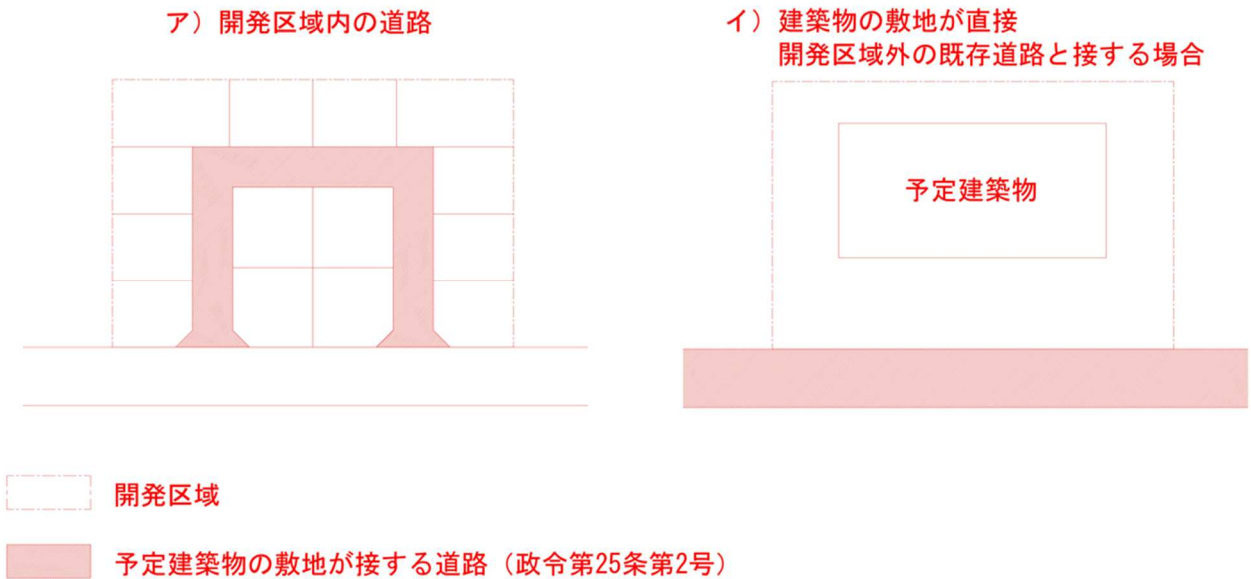 ア）開発区域内の道路
イ）建築物の敷地が直接
開発区域外の既存道路と接する場合
予定建築物
開発区域
予定建築物の敷地が接する道路（政令第25条第2号）